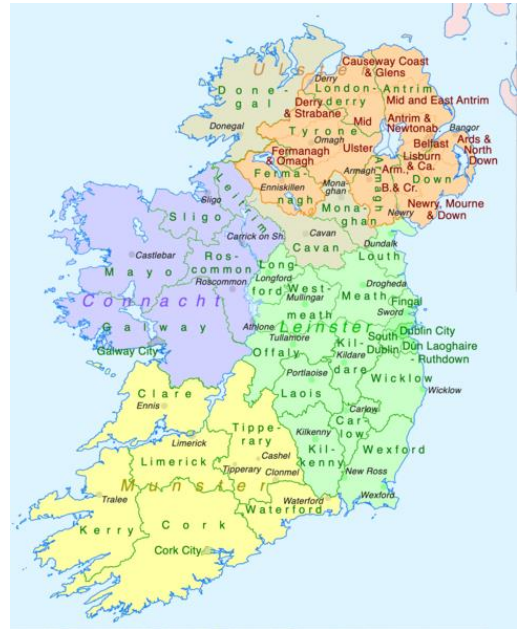 Ulster
Causeway Coast
& Glens
Derry
Done-
gal
London-
derry
Antrim
Mid and East Antrim
Derry
& Strabane
Mid
Ulster
Antrim &
Newtonab.
Bangor
Donegal
Tyrone
Omagh
Belfast
Ards &
North
Down
Lisburn
& Ca.
Fermanagh
& Omagh
Armagh
Arm.
B.& Cr.
Down
Ferma-
nagh
Enniskillen
Mona-
ghan
Armagh
Mona-
ghan
Newry, Mourne
& Down
Newry
Sligo
Leitrim
Sligo
Carrick on Sh.
Cavan
Cavan
Dundalk
Louth
Castlebar
Mayo
Ros-
common
Roscommon
Long-
ford
Longford
West-
meath
Mullingar
Meath
Drogheda
Fingal
Sword
Connacht
Galway
Galway City
Athlone
Tullamore
Leinster
Offaly
Kil-
dare
Kildare
South
Dublin
Dublin City
Dún Laoghaire
Ruthdown
Portlaoise
Laois
Wicklow
Wicklow
Clare
Ennis
Limerick
Tippe-
rary
Kilkenny
Kil-
kenny
Carlow
Car-
low
Cashel
Limerick
Tipperary
Clonmel
New Ross
Wexford
Wexford
Munster
Tralee
Waterford
Waterford
Kerry
Cork
Cork City